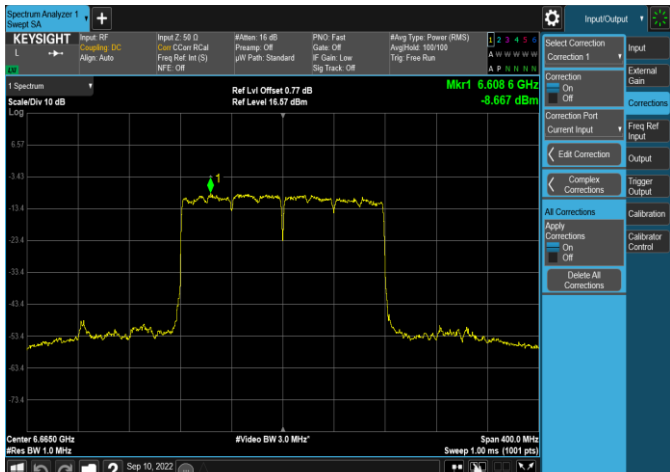 Spectrum Analyzer 1
Swept SA
+
Input/Output
KEYSIGHT
L
Input: RF
Coupling: DC
Align: Auto
Input Z: 50 Ω
Corr CCorr RCal
Freq Ref: Int (S)
NFE: Off
#Atten: 16 dB
Preamp: Off
µW Path: Standard
PNO: Fast
Gate: Off
IF Gain: Low
Sig Track: Off
#Avg Type: Power (RMS)
Avg|Hold: 100/100
Trig: Free Run
1 2 3 4 5 6
A W W W W W
A P N N N N
1 Spectrum
Scale/Div 10 dB
Log
Ref Lvl Offset 0.77 dB
Ref Level 16.57 dBm
Mkr1 6.608 6 GHz
-8.667 dBm
6.57
-3.43
-13.4
-23.4
-33.4
-43.4
-53.4
-63.4
-73.4
1
Center 6.6650 GHz
#Res BW 1.0 MHz
#Video BW 3.0 MHz*
Span 400.0 MHz
Sweep 1.00 ms (1001 pts)
Sep 10, 2022
Select Correction
Correction 1
Correction
On
Off
Correction Port
Current Input
Edit Correction
Complex
Corrections
All Corrections
Apply
Corrections
On
Off
Delete All
Corrections
Input
External
Gain
Corrections
Freq Ref
Input
Output
Trigger
Output
Calibration
Calibrator
Control